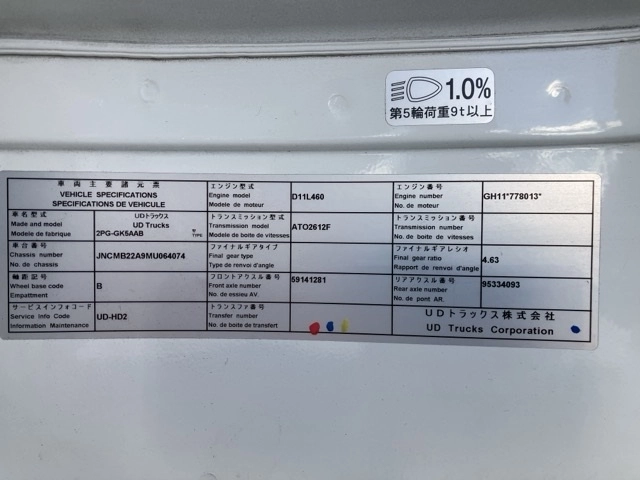 1.0%
第5輪荷重9t以上
車両主要諸元票
VEHICLE SPECIFICATIONS
SPECIFICATIONS DE VEHICULE
エンジン型式
Engine model
Modele de moteur
D11L460
エンジン番号
Engine number
No. de moteur
GH11*778013*
車名型式
Made and model
Modele de fabrique
UDトラックス
UD Trucks
2PG-GK5AAB
型
TYPE
トランスミッション型式
Transmission model
Modele de boites de vitesses
ATO2612F
トランスミッション番号
Transmission number
No. de boite de vitesses
車台番号
Chassis number
No. de chassis
JNCMB22A9MU064074
ファイナルギアタイプ
Final gear type
Type de renvoi d'angle
ファイナルギアレシオ
Final gear ratio
Rapport de renvoi d'angle
4.63
軸距記号
Wheel base code
Empattment
B
フロントアクスル番号
Front axle number
No. de essieu AV.
59141281
リアアクスル番号
Rear axle number
No. de pont AR.
95334093
サービスインフォコード
Service Info Code
Information Maintenance
UD-HD2
トランスファ番号
Transfer number
No. de boite de transfert
UDトラックス株式会社
UD Trucks Corporation